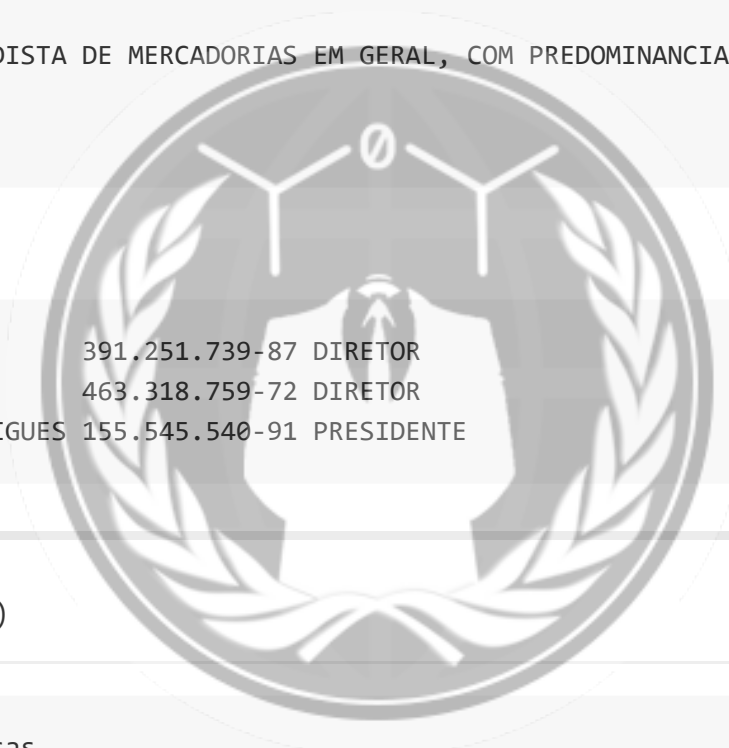 DISTA DE MERCADORIAS EM GERAL, COM PREDOMINANCIA
Ø
391.251.739-87 DIRETOR
463.318.759-72 DIRETOR
IGUES 155.545.540-91 PRESIDENTE
)